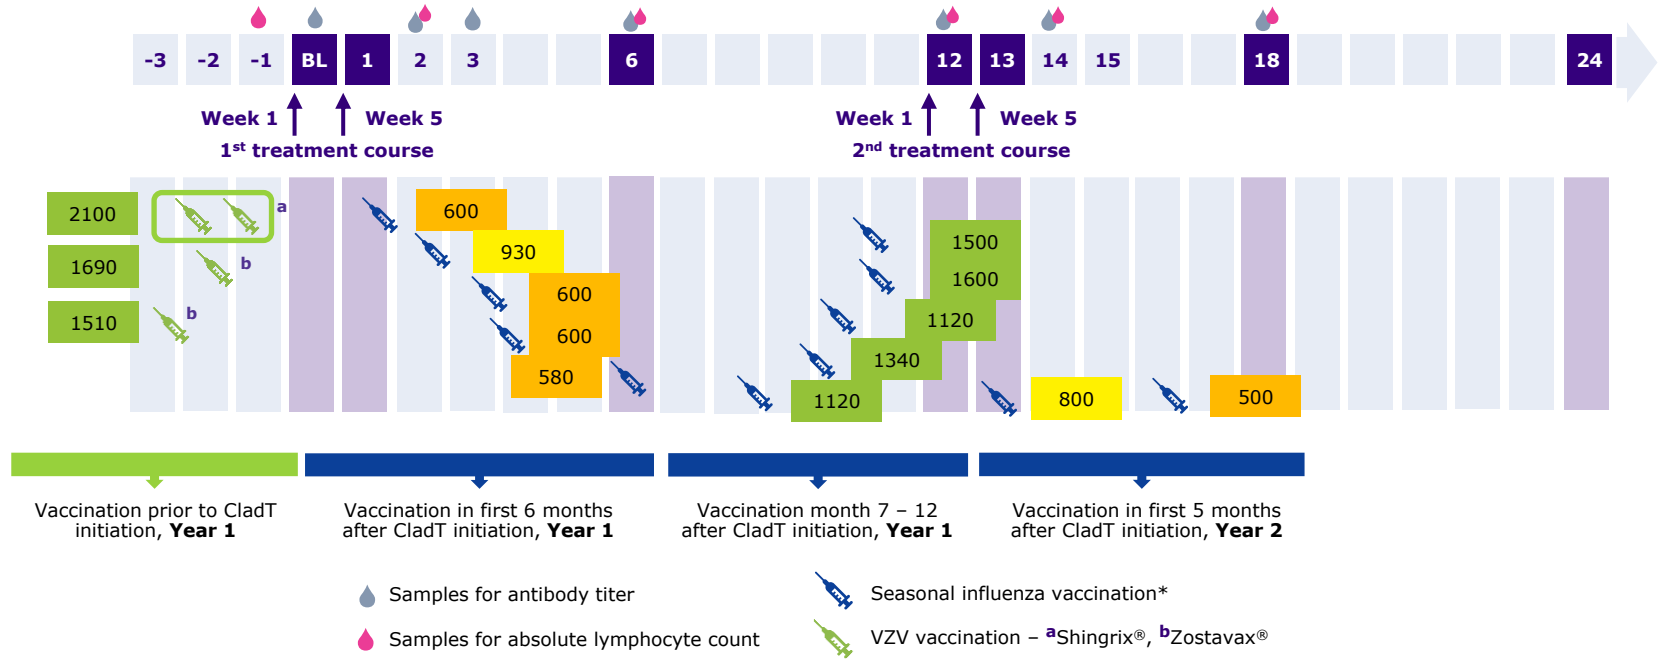 -3 -2 -1 BL 1 2 3 6 12 13 14 15 18 24
Week 1 Week 5 Week 1 Week 5
1st treatment course 2nd treatment course
2100 a 600
1500
930
1690 b 1600
600
1510 b 1120
600
1340
580
1120 800 500
Vaccination prior to CladT
initiation, Year 1
Vaccination in first 6 months
after CladT initiation, Year 1
Vaccination month 7 – 12
after CladT initiation, Year 1
Vaccination in first 5 months
after CladT initiation, Year 2
Samples for antibody titer
Samples for absolute lymphocyte count
Seasonal influenza vaccination*
VZV vaccination – aShingrix®, bZostavax®